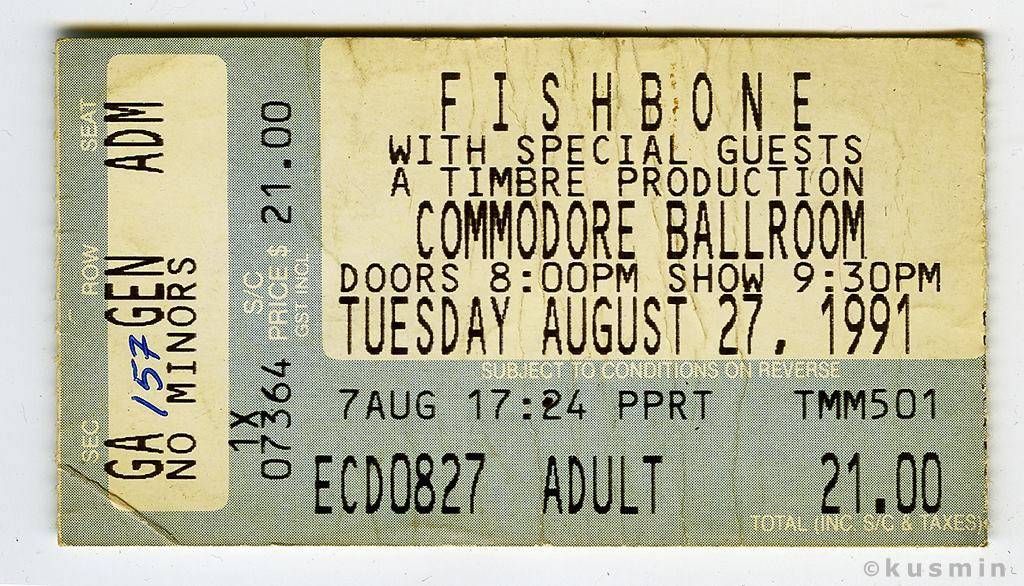 SEC ROW SEAT
GA 157 GEN ADM
NO MINORS
1X
07364
S/C
PRICE $ 21.00
GST INCL.
FISHBONE
WITH SPECIAL GUESTS
A TIMBRE PRODUCTION
COMMODORE BALLROOM
DOORS 8:00PM SHOW 9:30PM
TUESDAY AUGUST 27, 1991
SUBJECT TO CONDITIONS ON REVERSE
7AUG 17:24 PPRT TMM501
ECD0827 ADULT 21.00
TOTAL (INC. S/C & TAXES)
©kusmin